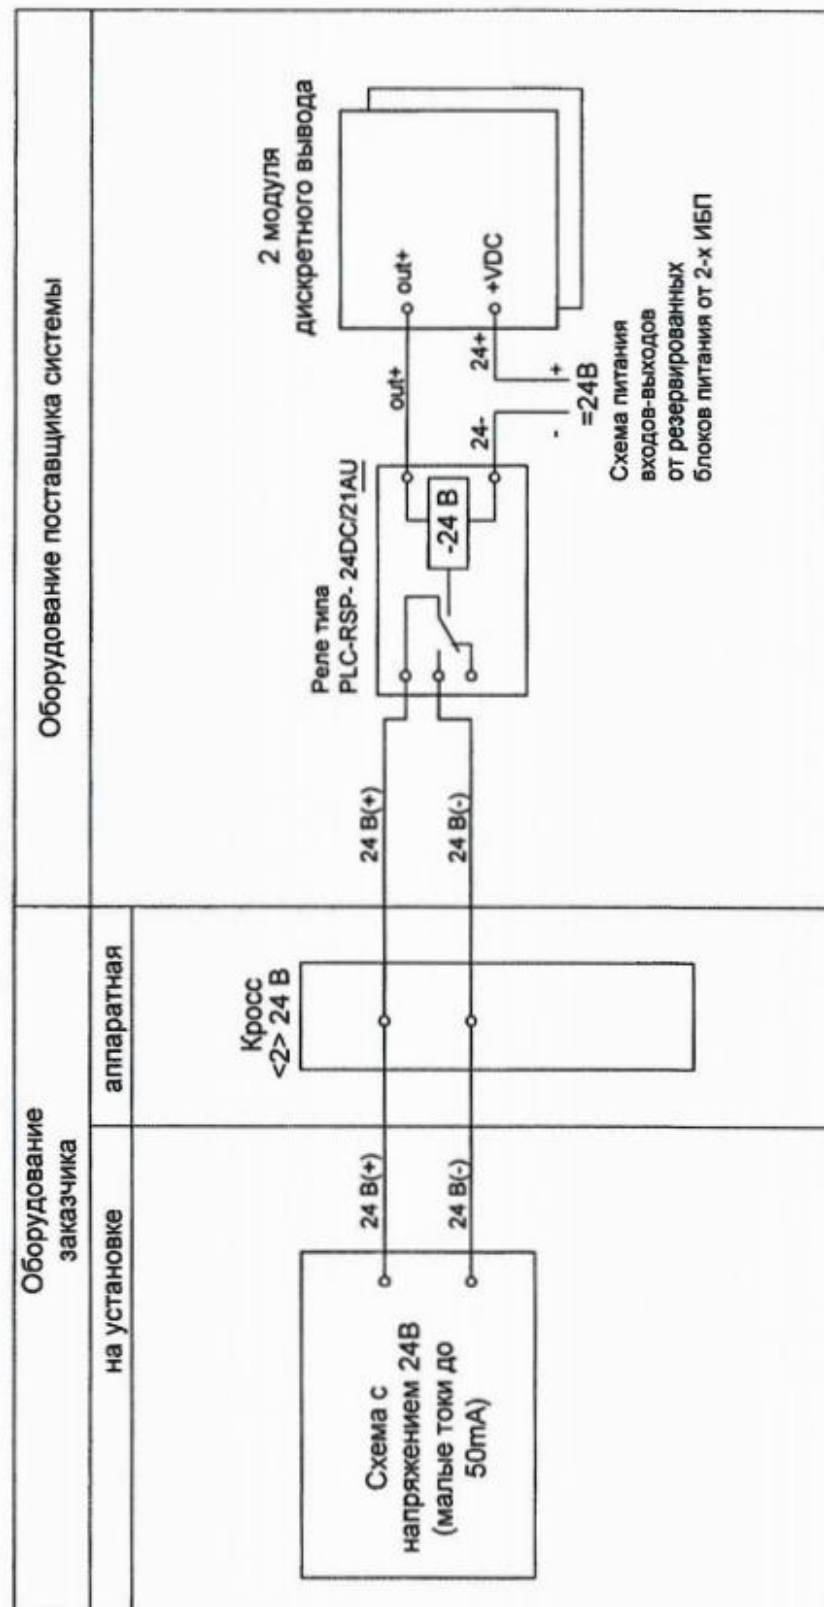 Оборудование
заказчика
Оборудование поставщика системы
на установке
аппаратная
Схема с
напряжением 24В
(малые токи до
50mA)
24 В(+)
24 В(-)
Кросс
<2> 24 В
24 В(+)
24 В(-)
Реле типа
PLC-RSP- 24DC/21AU
-24 В
out+
24-
24+
-
+
=24В
2 модуля
дискретного вывода
out+
+VDC
Схема питания
входов-выходов
от резервированных
блоков питания от 2-х ИБП